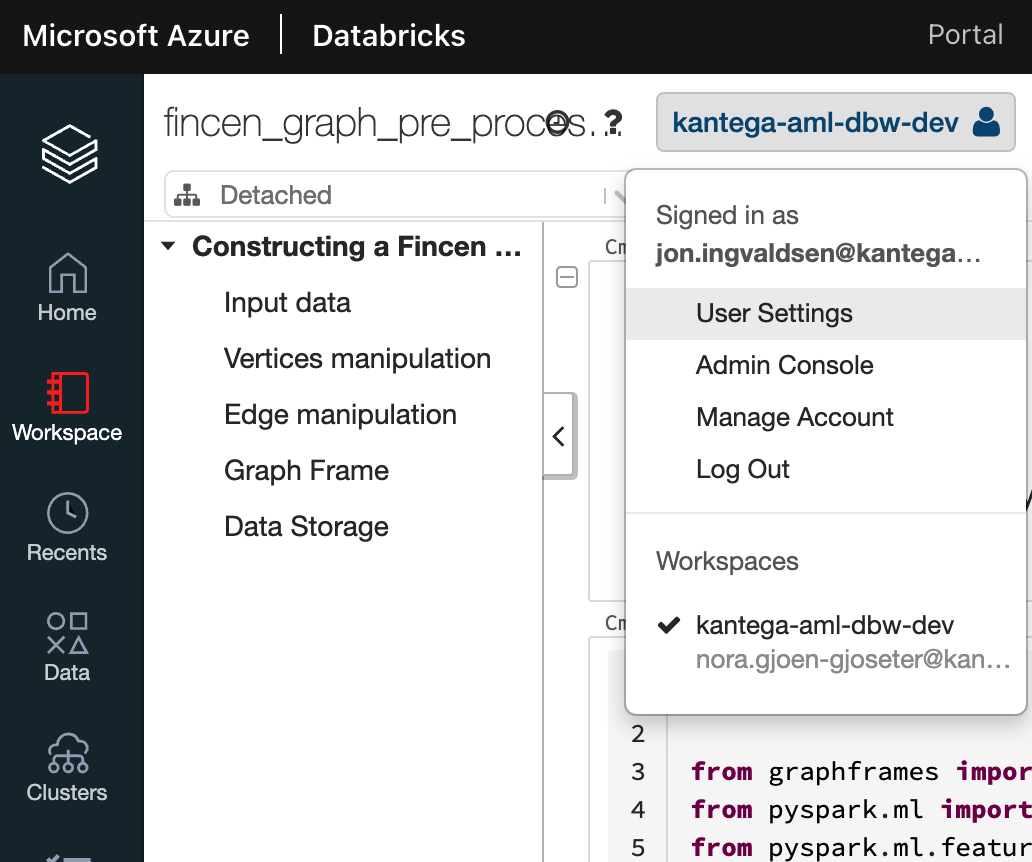 Microsoft Azure
Databricks
Portal
fincen_graph_pre_proces...
?
kantega-aml-dbw-dev
Detached
Signed in as
jon.ingvaldsen@kantega...
User Settings
Admin Console
Manage Account
Log Out
Workspaces
kantega-aml-dbw-dev
nora.gjoen-gjoseter@kan...
Home
Workspace
Recents
Data
Clusters
Constructing a Fincen ...
Input data
Vertices manipulation
Edge manipulation
Graph Frame
Data Storage
Cm
Cm
2
3 from graphframes impor
4 from pyspark.ml import
5 from pyspark.ml.featur